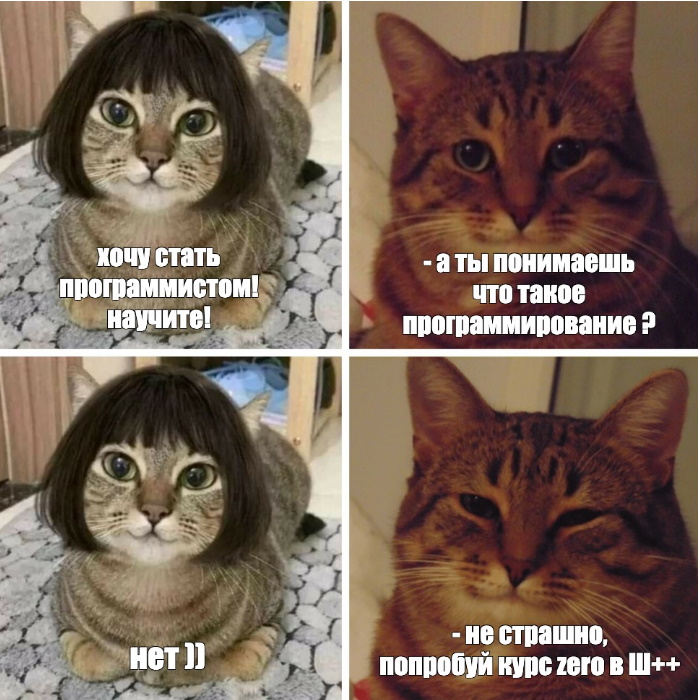 хочу стать
программистом!
научите!
- а ты понимаешь
что такое
программирование ?
нет ))
- не страшно,
попробуй курс zero в Ш++